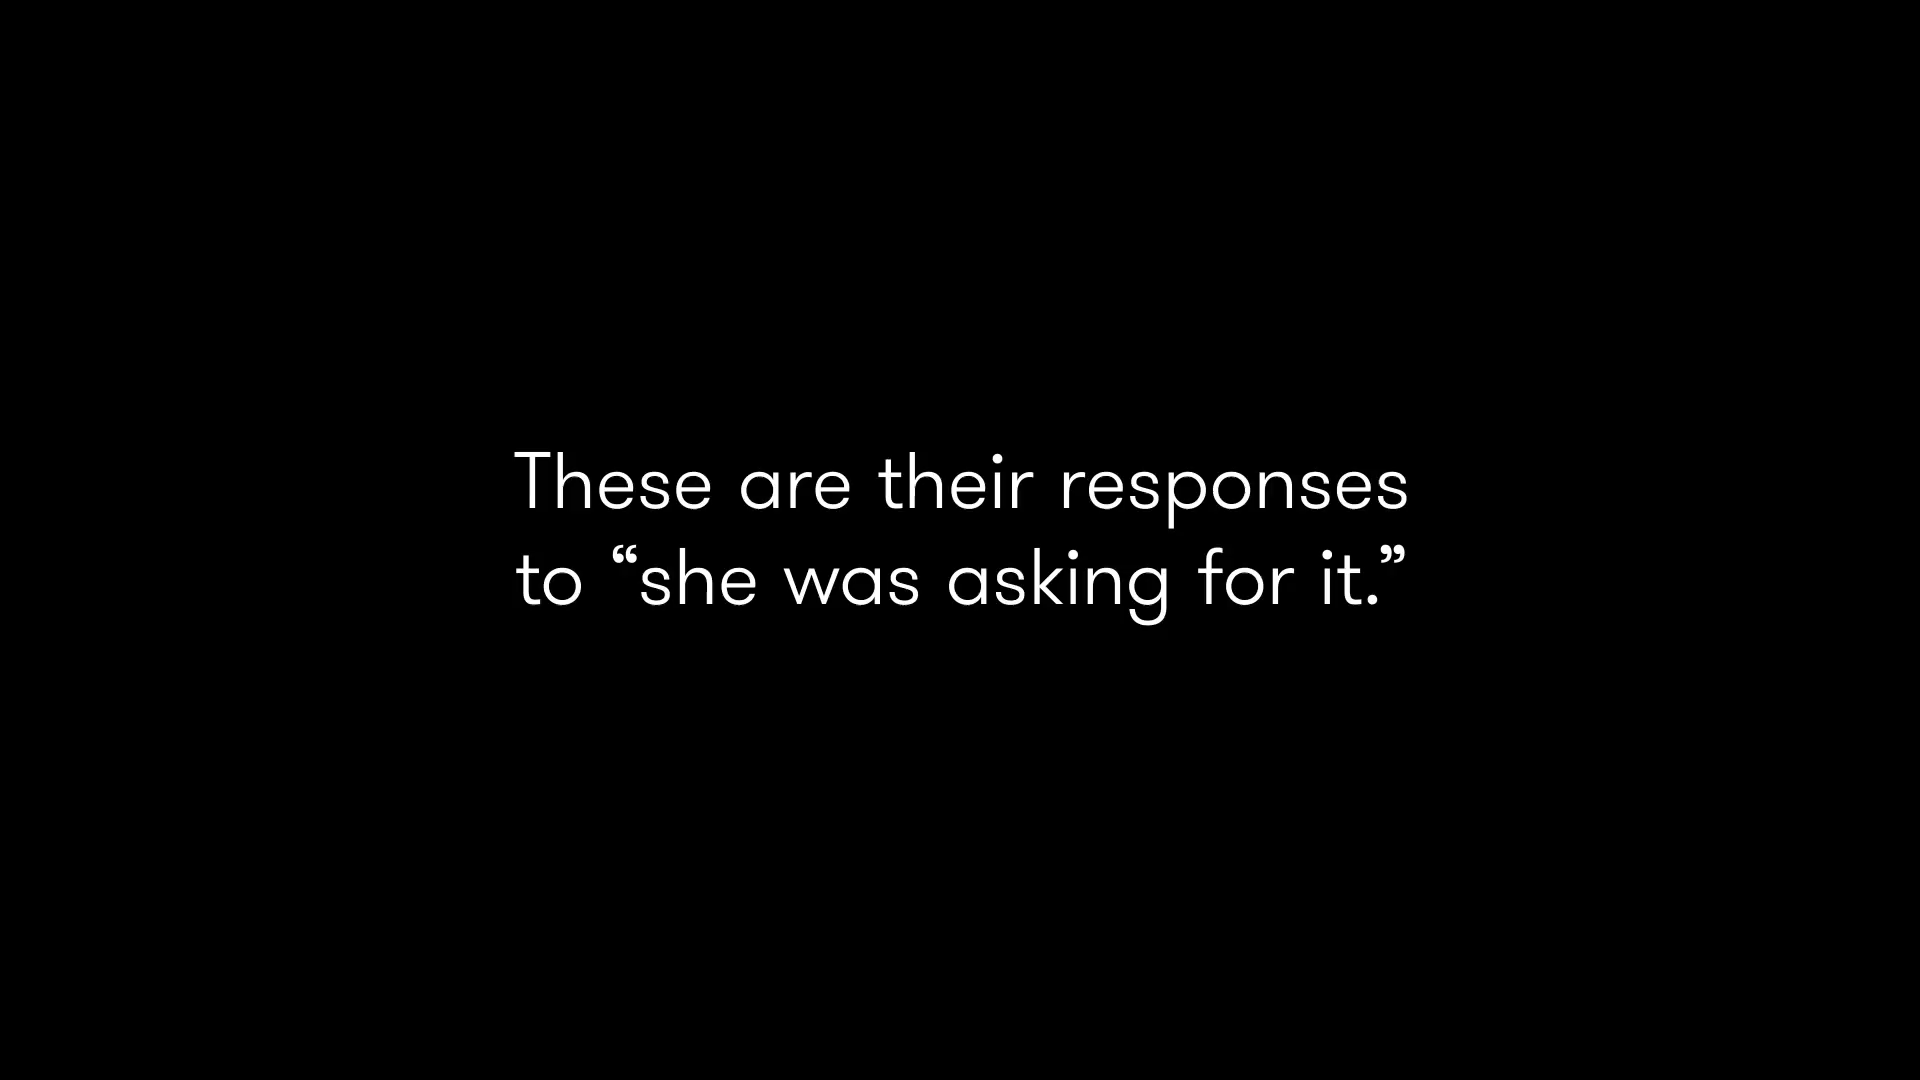 These are their responses
to “she was asking for it.”